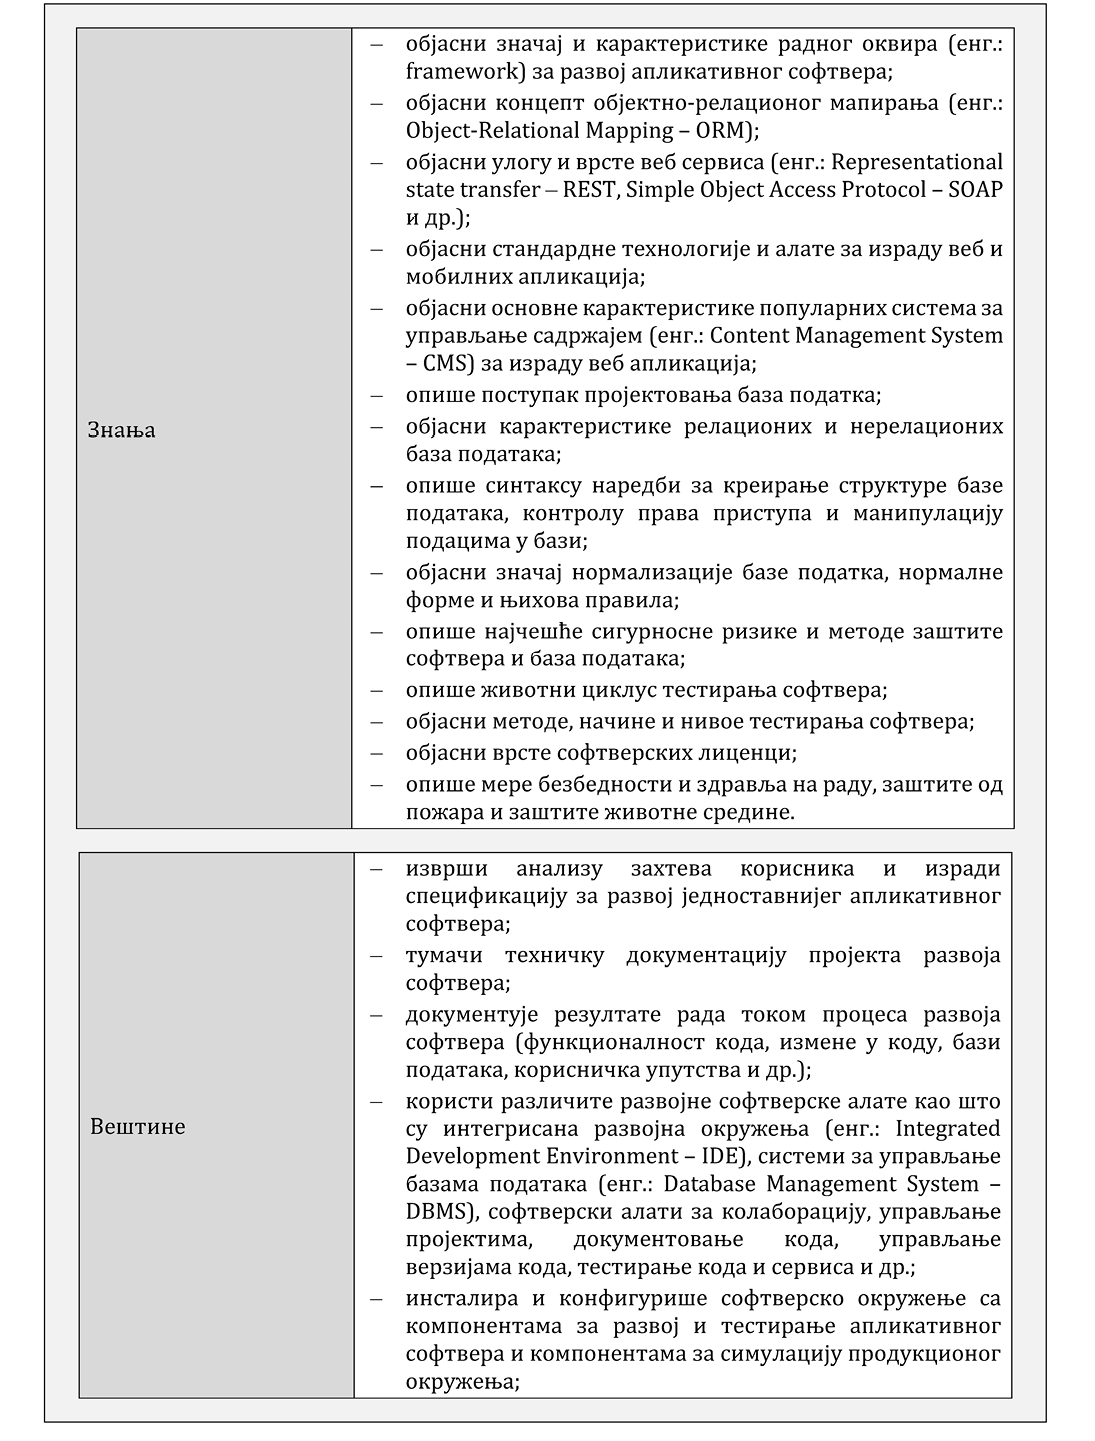 објасни значај и карактеристике радног оквира (енг.:
framework) за развој апликативног софтвера;
објасни концепт објектно-релационог мапирања (енг.:
Object-Relational Mapping – ORM);
објасни улогу и врсте веб сервиса (енг.: Representational
state transfer – REST, Simple Object Access Protocol – SOAP
и др.);
објасни стандардне технологије и алате за израду веб и
мобилних апликација;
објасни основне карактеристике популарних система за
управљање садржајем (енг.: Content Management System
– CMS) за израду веб апликација;
опише поступак пројектовања база податка;
Знања
објасни карактеристике релационих и нерелационих
база података;
опише синтаксу наредби за креирање структуре базе
података, контролу права приступа и манипулацију
подацима у бази;
објасни значај нормализације базе податка, нормалне
форме и њихова правила;
опише најчешће сигурносне ризике и методе заштите
софтвера и база података;
опише животни циклус тестирања софтвера;
објасни методе, начине и нивое тестирања софтвера;
објасни врсте софтверских лиценци;
опише мере безбедности и здравља на раду, заштите од
пожара и заштите животне средине.
изврши анализу захтева корисника и изради
спецификацију за развој једноставнијег апликативног
софтвера;
тумачи техничку документацију пројекта развоја
софтвера;
документује резултате рада током процеса развоја
софтвера (функционалност кода, измене у коду, бази
података, корисничка упутства и др.);
користи различите развојне софтверске алате као што
Вештине
су интегрисана развојна окружења (енг.: Integrated
Development Environment – IDE), системи за управљање
базама података (енг.: Database Management System –
DBMS), софтверски алати за колаборацију, управљање
пројектима, документовање кода, управљање
верзијама кода, тестирање кода и сервиса и др.;
инсталира и конфигурише софтверско окружење са
компонентама за развој и тестирање апликативног
софтвера и компонентама за симулацију продукционог
окружења;